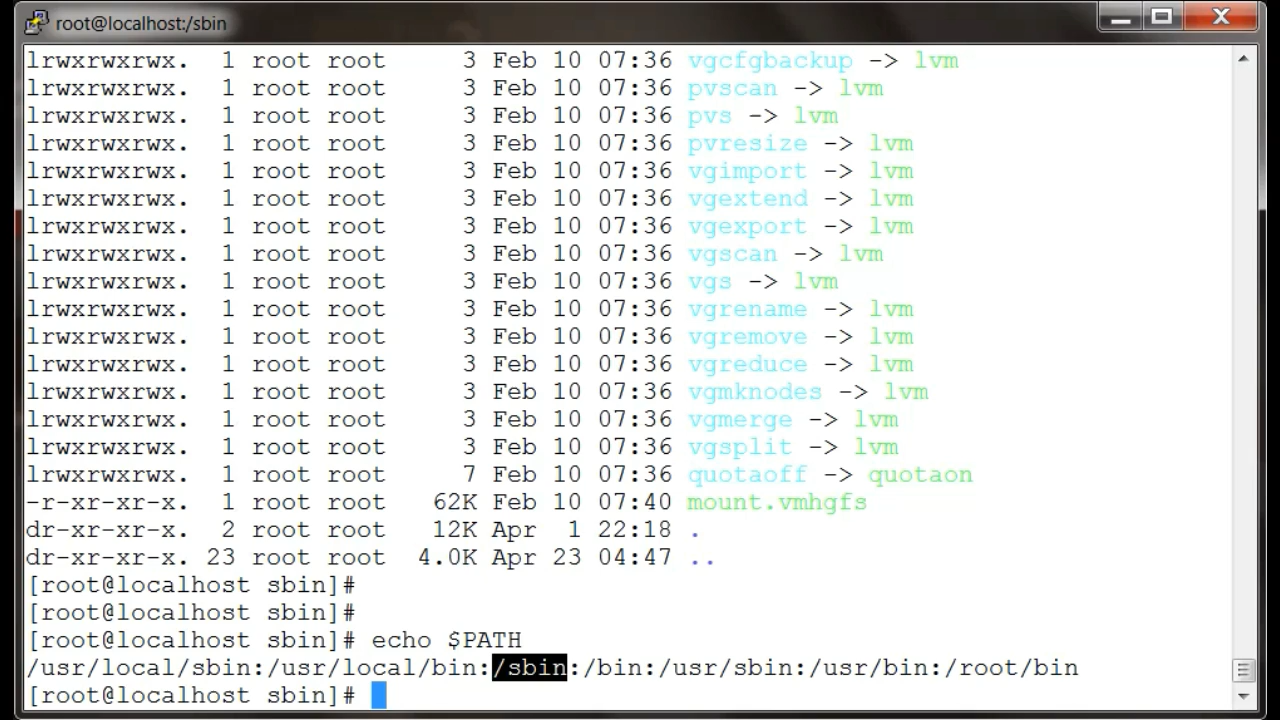 root@localhost:/sbin
lrwxrwxrwx.  1 root root     3 Feb 10 07:36 vgcfgbackup -> lvm
lrwxrwxrwx.  1 root root     3 Feb 10 07:36 pvscan -> lvm
lrwxrwxrwx.  1 root root     3 Feb 10 07:36 pvs -> lvm
lrwxrwxrwx.  1 root root     3 Feb 10 07:36 pvresize -> lvm
lrwxrwxrwx.  1 root root     3 Feb 10 07:36 vgimport -> lvm
lrwxrwxrwx.  1 root root     3 Feb 10 07:36 vgextend -> lvm
lrwxrwxrwx.  1 root root     3 Feb 10 07:36 vgexport -> lvm
lrwxrwxrwx.  1 root root     3 Feb 10 07:36 vgscan -> lvm
lrwxrwxrwx.  1 root root     3 Feb 10 07:36 vgs -> lvm
lrwxrwxrwx.  1 root root     3 Feb 10 07:36 vgrename -> lvm
lrwxrwxrwx.  1 root root     3 Feb 10 07:36 vgremove -> lvm
lrwxrwxrwx.  1 root root     3 Feb 10 07:36 vgreduce -> lvm
lrwxrwxrwx.  1 root root     3 Feb 10 07:36 vgmknodes -> lvm
lrwxrwxrwx.  1 root root     3 Feb 10 07:36 vgmerge -> lvm
lrwxrwxrwx.  1 root root     3 Feb 10 07:36 vgsplit -> lvm
lrwxrwxrwx.  1 root root     7 Feb 10 07:36 quotaoff -> quotaon
-r-xr-xr-x.  1 root root   62K Feb 10 07:40 mount.vmhgfs
dr-xr-xr-x.  2 root root   12K Apr  1 22:18 .
dr-xr-xr-x. 23 root root  4.0K Apr 23 04:47 ..
[root@localhost sbin]#
[root@localhost sbin]#
[root@localhost sbin]# echo $PATH
/usr/local/sbin:/usr/local/bin:/sbin:/bin:/usr/sbin:/usr/bin:/root/bin
[root@localhost sbin]#